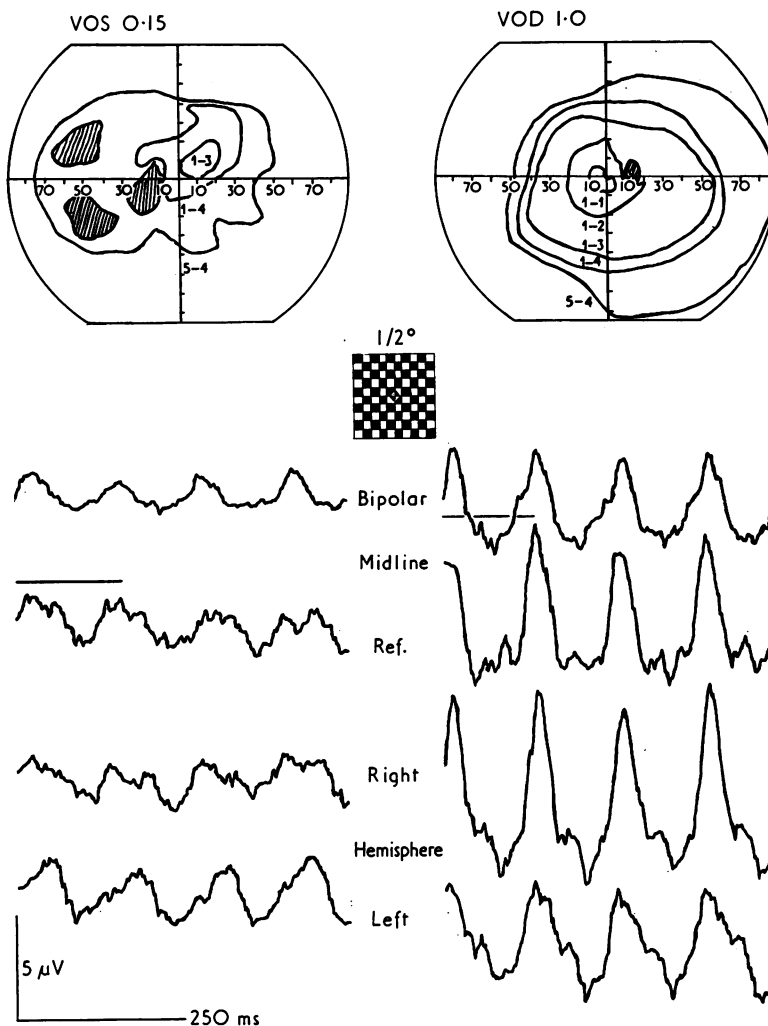 VOS 0·15
VOD 1·0
70 50 30 10 10 30 50 70
1-3
1-4
5-4
70 50 30 10 10 30 50 70
1-1
1-2
1-3
1-4
5-4
1/2°
Bipolar
Midline
Ref.
Right
Hemisphere
Left
5 μV
250 ms